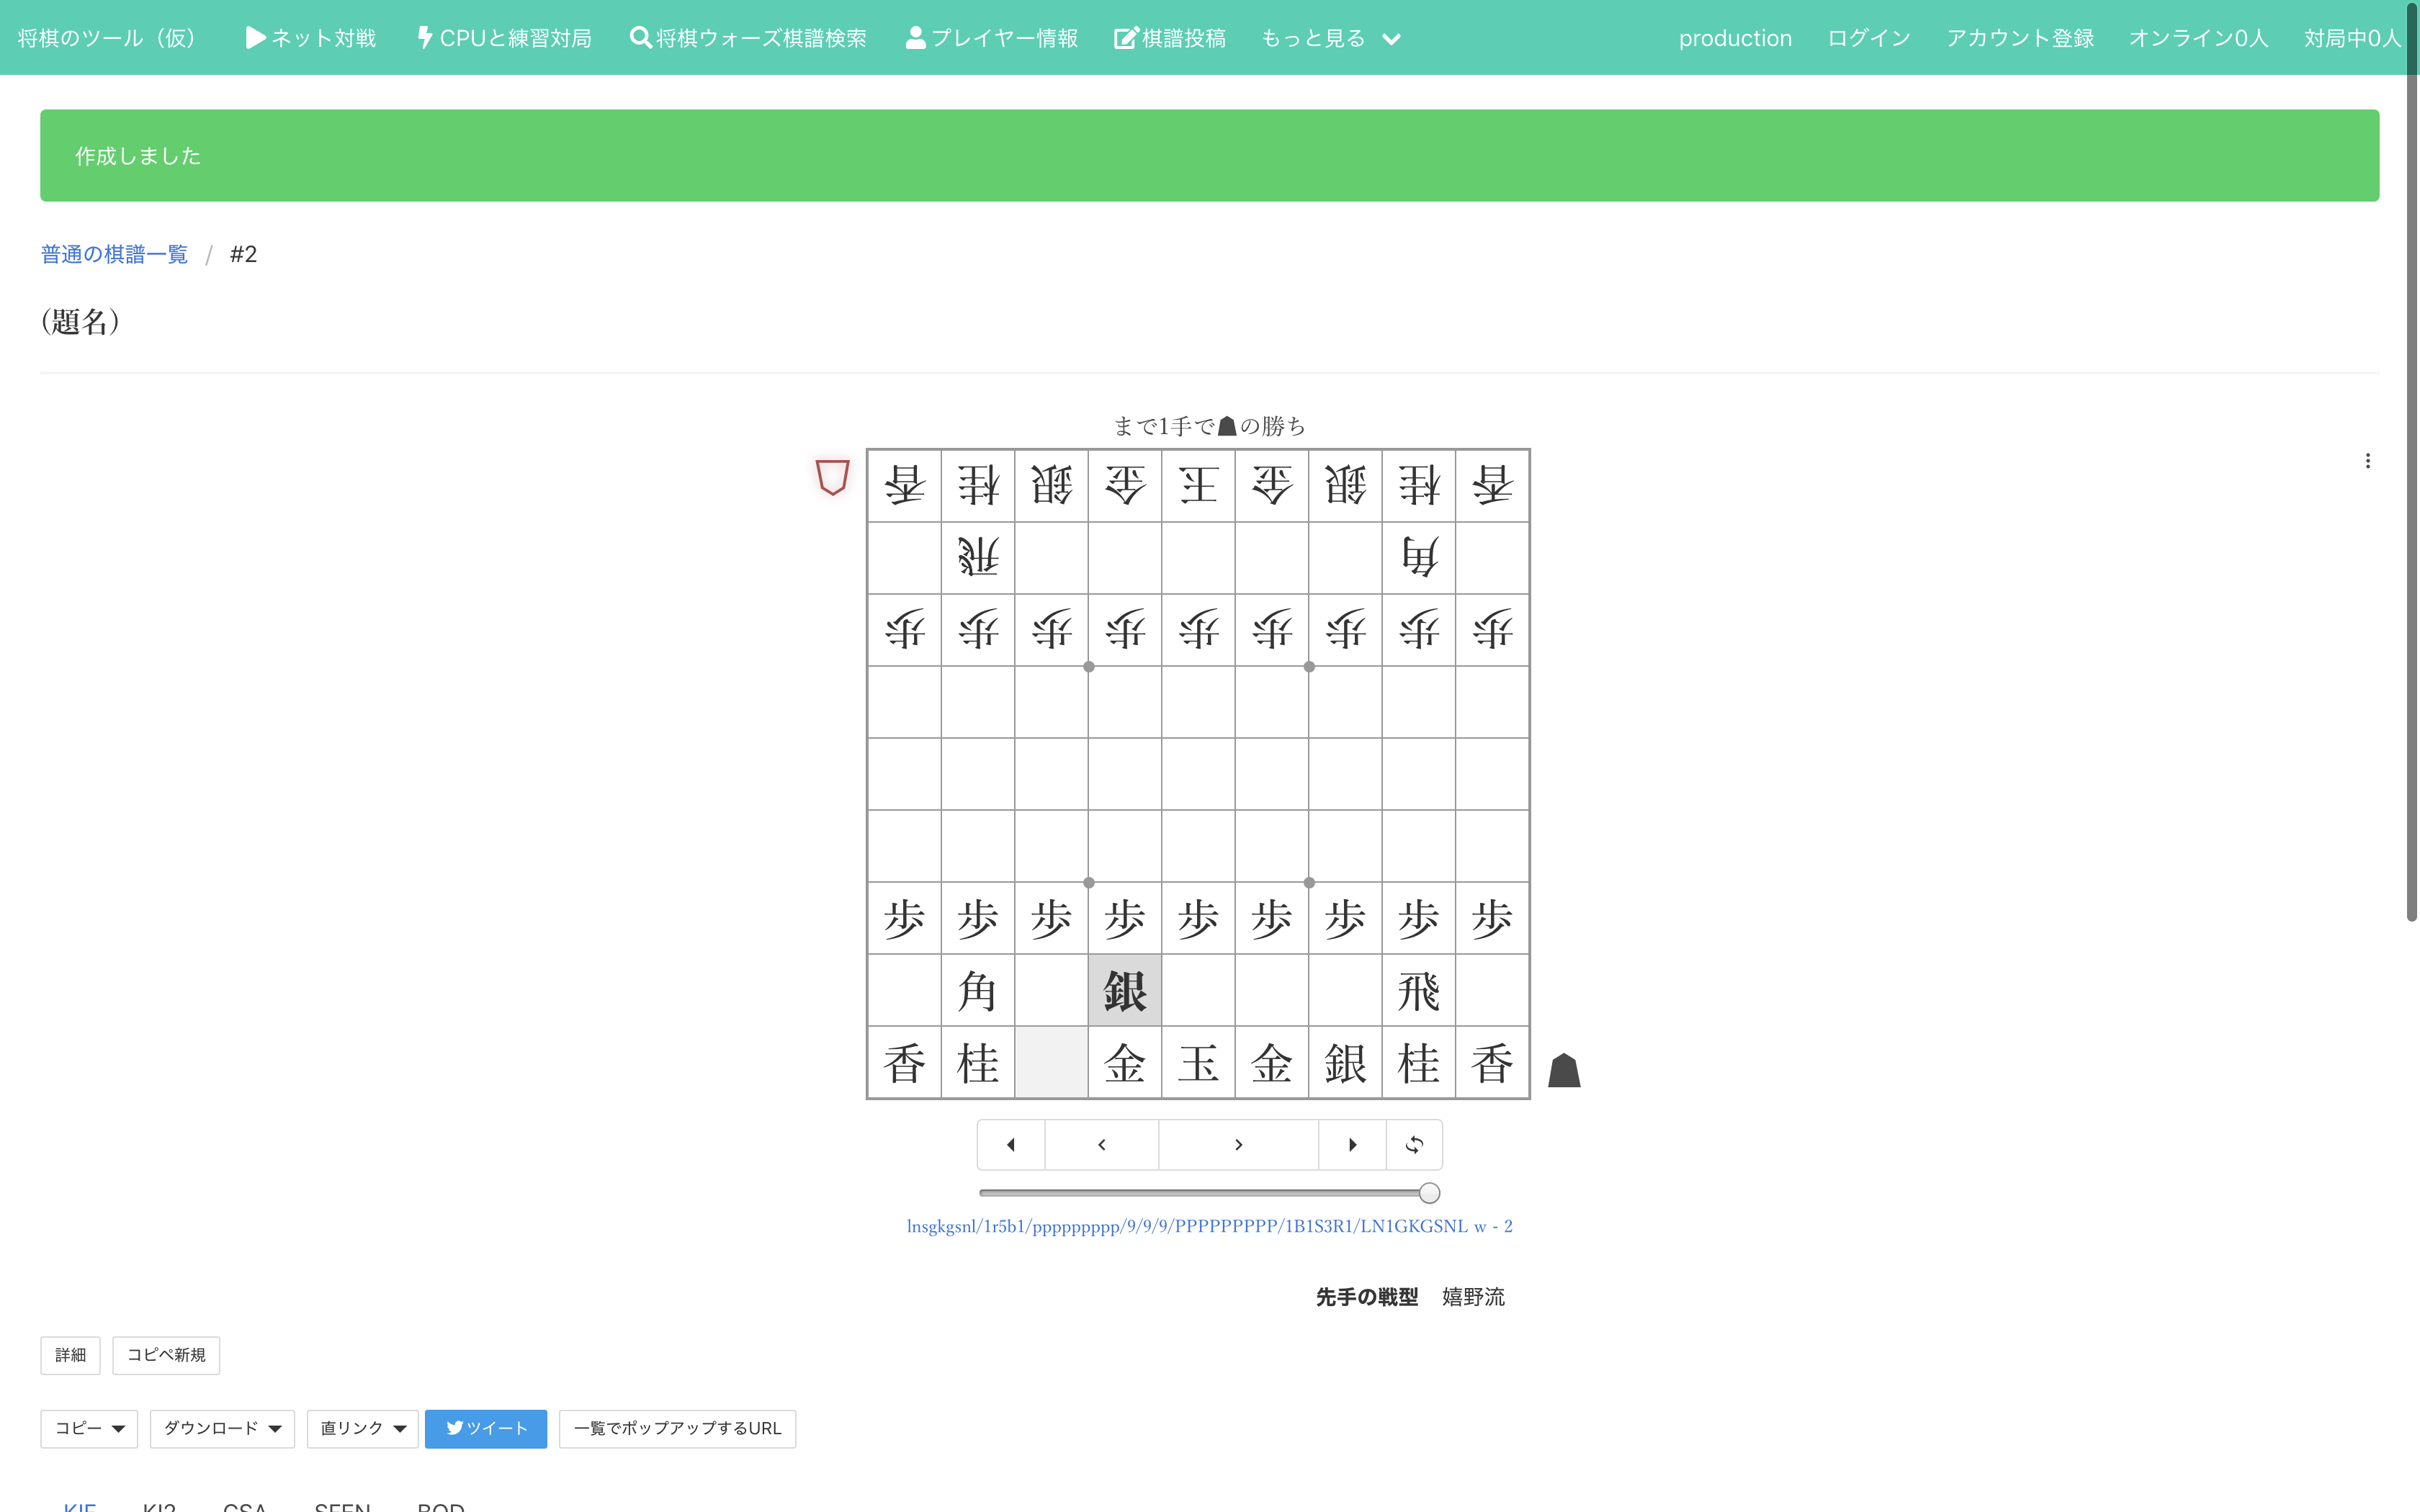 将棋のツール（仮） ネット対戦 CPUと練習対局 将棋ウォーズ棋譜検索 プレイヤー情報 棋譜投稿 もっと見る production ログイン アカウント登録 オンライン0人 対局中0人
作成しました
普通の棋譜一覧 / #2
(題名)
まで1手で☗の勝ち
香 桂 銀 金 王 金 銀 桂 香
飛 角
歩 歩 歩 歩 歩 歩 歩 歩 歩
歩 歩 歩 歩 歩 歩 歩 歩 歩
角 銀 飛
香 桂 金 玉 金 銀 桂 香
lnsgkgsnl/1r5b1/ppppppppp/9/9/9/PPPPPPPPP/1B1S3R1/LN1GKGSNL w - 2
先手の戦型 嬉野流
詳細 コピペ新規
コピー ダウンロード 直リンク ツイート 一覧でポップアップするURL
KIF KI2 CSA SFEN BOD